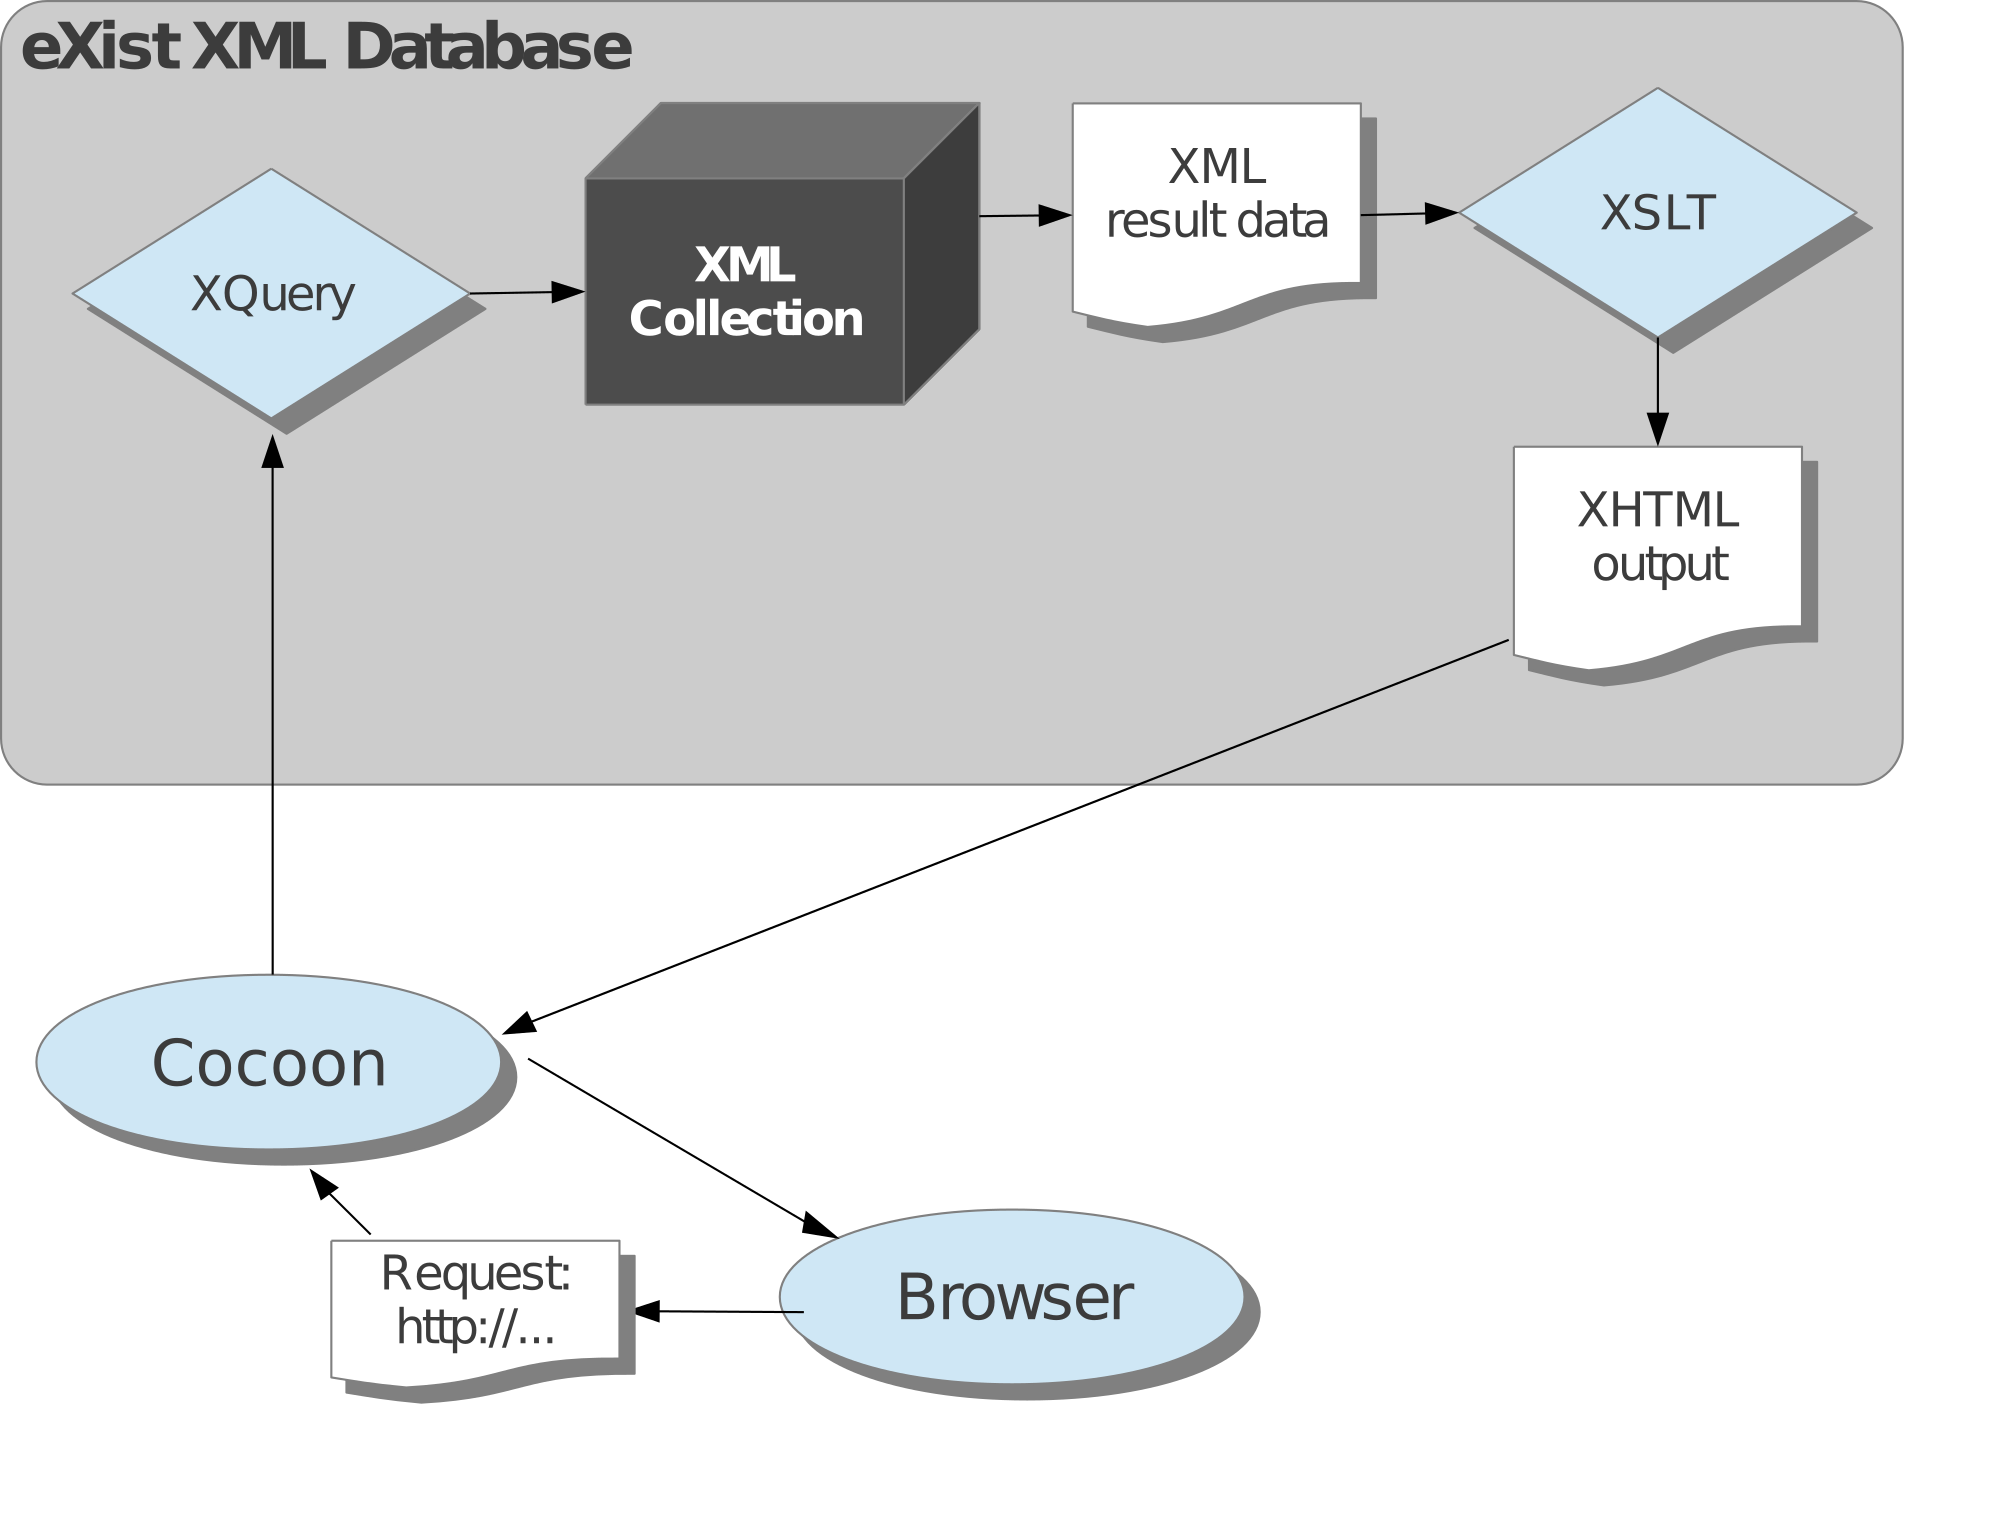 eXist XML Database
XQuery
XML
Collection
XML
result data
XSLT
XHTML
output
Cocoon
Request:
http://...
Browser